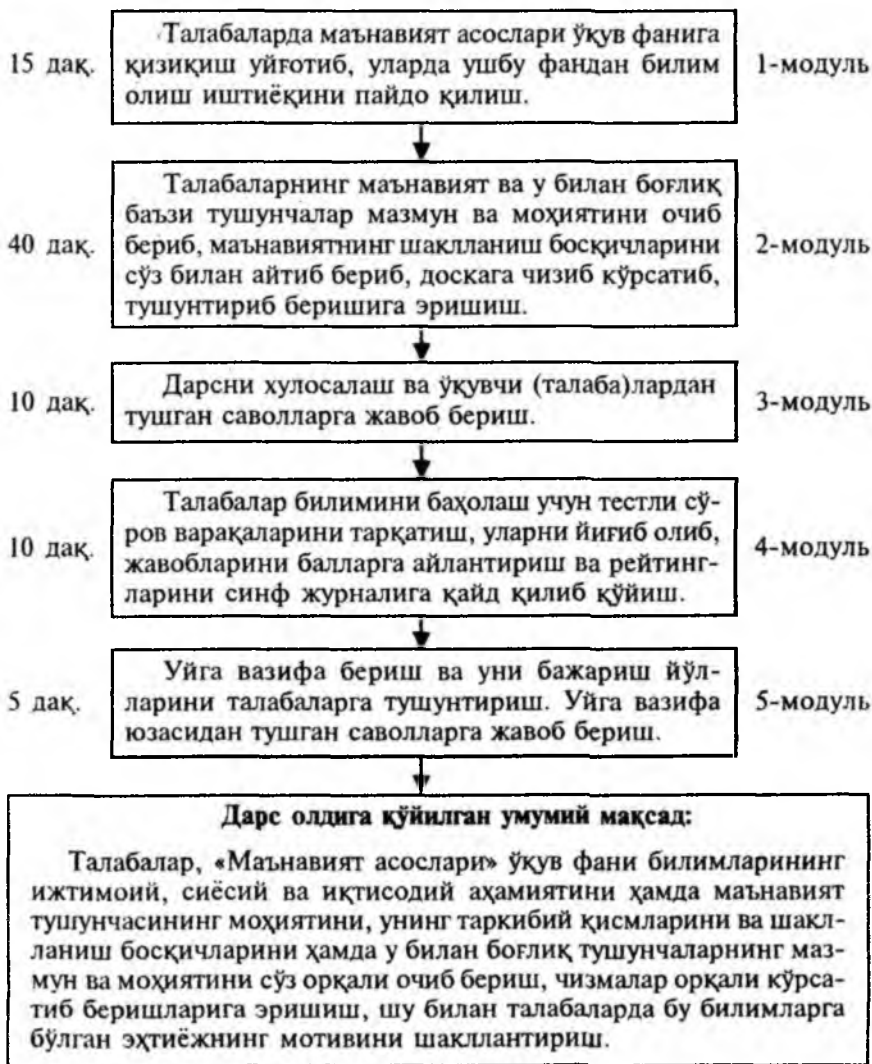 Талабаларда маънавият асослари ўқув фанига
15 дақ. қизиқиш уйғотиб, уларда ушбу фандан билим 1-модуль
олиш иштиёқини пайдо қилиш.
Талабаларнинг маънавият ва у билан боғлиқ
баъзи тушунчалар мазмун ва моҳиятини очиб
40 дақ. бериб, маънавиятнинг шаклланиш босқичларини 2-модуль
сўз билан айтиб бериб, доскага чизиб кўрсатиб,
тушунтириб беришига эришиш.
Дарсни хулосалаш ва ўқувчи (талаба)лардан
10 дақ. тушган саволларга жавоб бериш. 3-модуль
Талабалар билимини баҳолаш учун тестли сў-
ров варақаларини тарқатиш, уларни йиғиб олиб,
10 дақ. жавобларини балларга айлантириш ва рейтинг- 4-модуль
ларини синф журналига қайд қилиб қўйиш.
Уйга вазифа бериш ва уни бажариш йўл-
5 дақ. ларини талабаларга тушунтириш. Уйга вазифа 5-модуль
юзасидан тушган саволларга жавоб бериш.
Дарс олдига қўйилган умумий мақсад:
Талабалар, «Маънавият асослари» ўқув фани билимларининг
ижтимоий, сиёсий ва иқтисодий аҳамиятини ҳамда маънавият
тушунчасининг моҳиятини, унинг таркибий қисмларини ва шакл-
ланиш босқичларини ҳамда у билан боғлиқ тушунчаларнинг маз-
мун ва моҳиятини сўз орқали очиб бериш, чизмалар орқали кўрса-
тиб беришларига эришиш, шу билан талабаларда бу билимларга
бўлган эҳтиёжнинг мотивини шакллантириш.